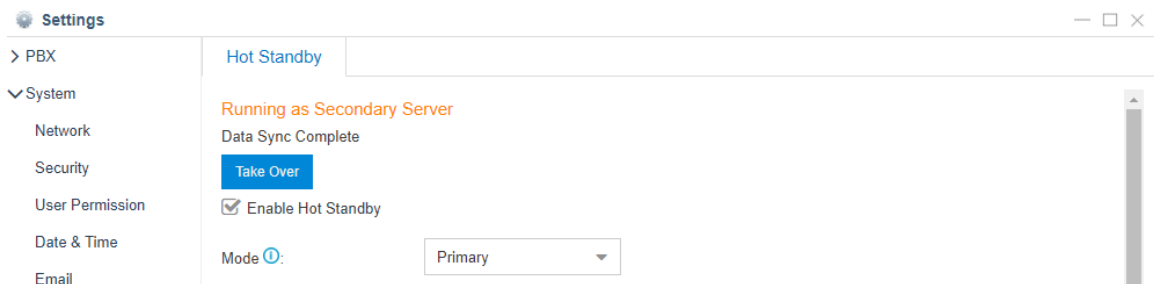 Settings
PBX
Hot Standby
System
Running as Secondary Server
Network
Data Sync Complete
Security
Take Over
User Permission
Enable Hot Standby
Date & Time
Mode :
Primary
Email